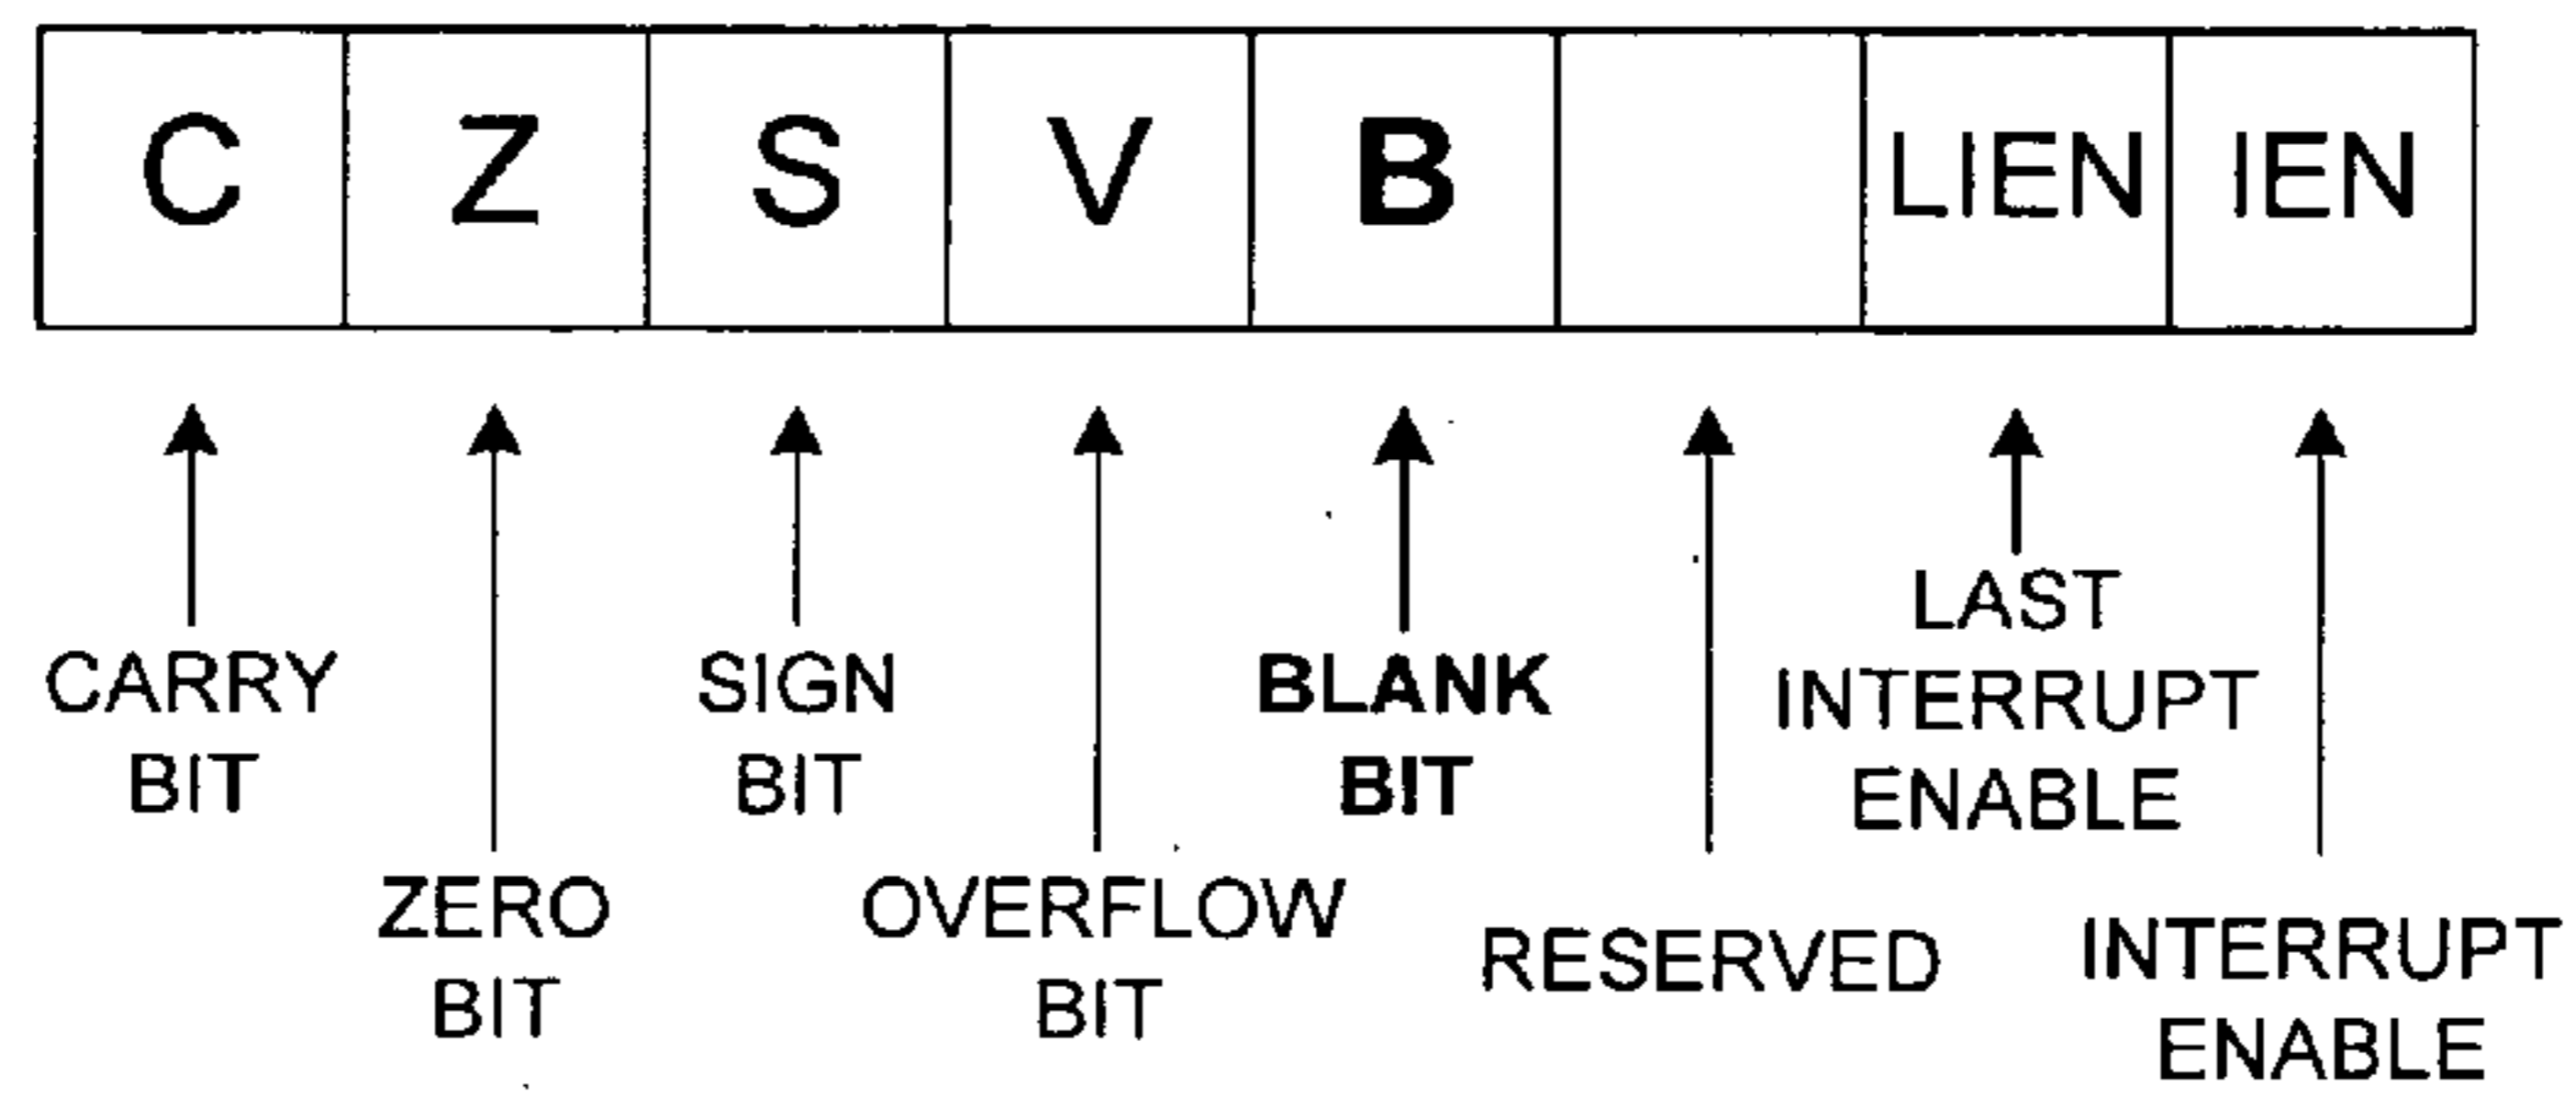 C Z S V B LIEN IEN
CARRY
BIT
ZERO
BIT
SIGN
BIT
OVERFLOW
BIT
BLANK
BIT
RESERVED
LAST
INTERRUPT
ENABLE
INTERRUPT
ENABLE